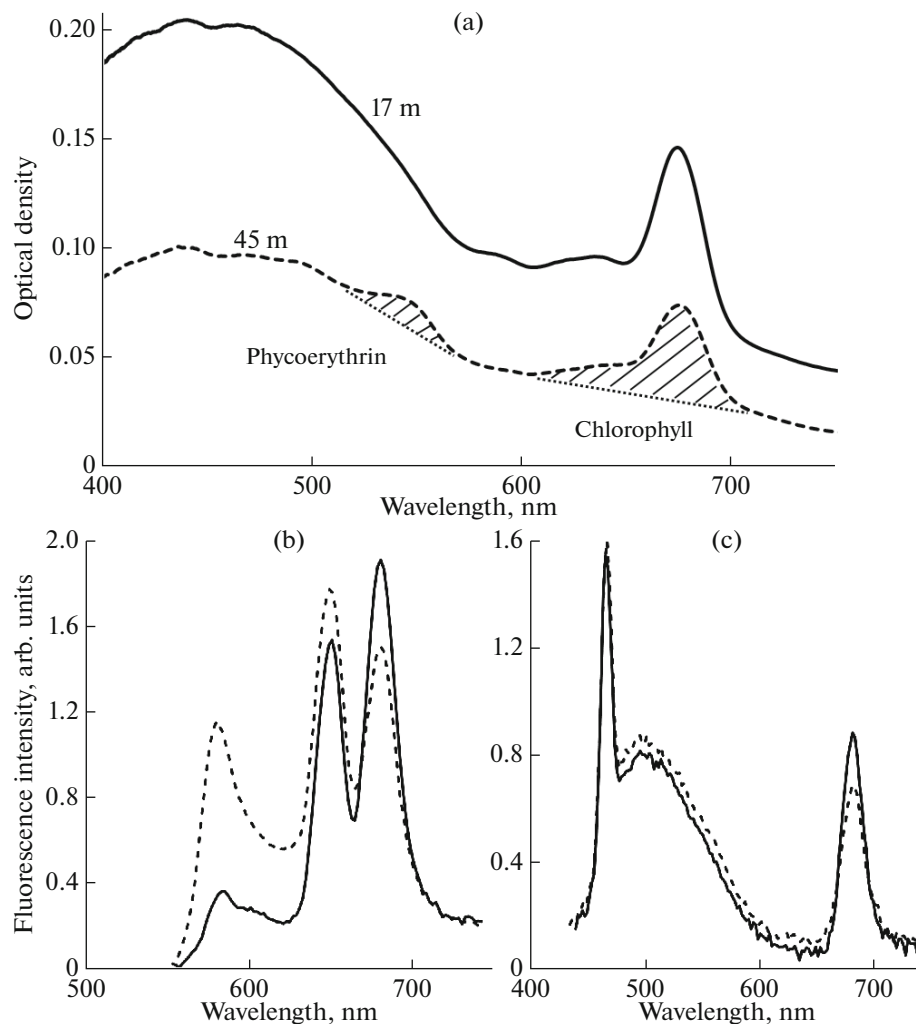 (a)
0.20
17 m
0.15
Optical density
0.10
45 m
0.05
Phycoerythrin
Chlorophyll
0
400 500 600 700
Wavelength, nm
(b)
2.0
1.6
1.2
0.8
0.4
0
Fluorescence intensity, arb. units
500 600 700
Wavelength, nm
(c)
1.6
1.2
0.8
0.4
0
400 500 600 700
Wavelength, nm